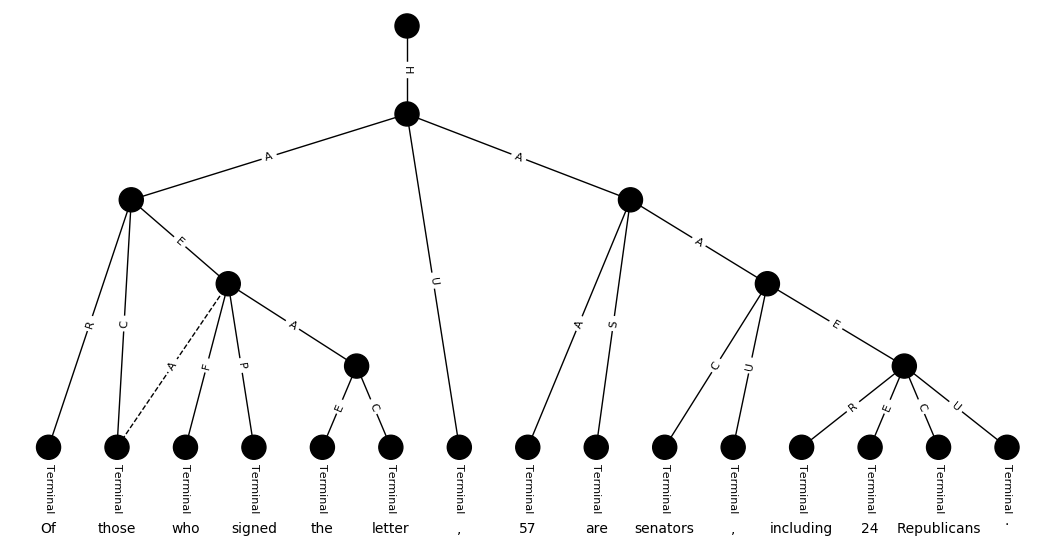 H
A A
E A
R C A F P A U A S C U E
E C R E C U
Terminal Terminal Terminal Terminal Terminal Terminal Terminal Terminal Terminal Terminal Terminal Terminal Terminal Terminal Terminal
Of those who signed the letter , 57 are senators , including 24 Republicans .